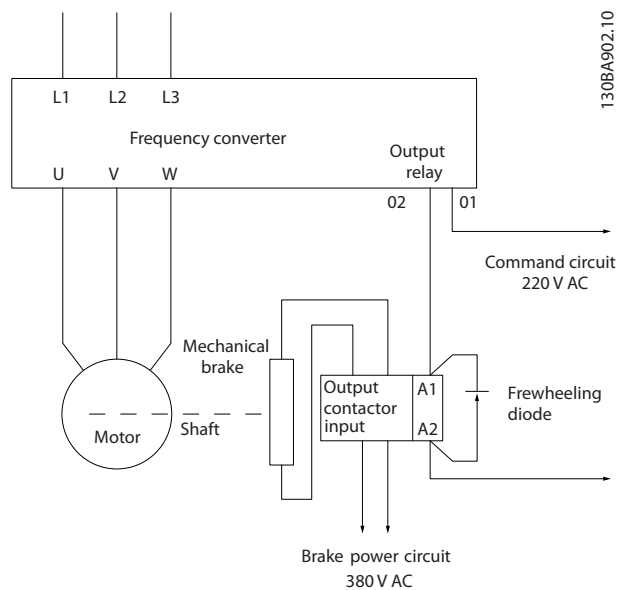 130BA902.10
L1 L2 L3
Frequency converter
Output
relay
U V W
02 01
Command circuit
220 V AC
Mechanical
brake
Output
contactor
input
A1
A2
Frewheeling
diode
Motor
Shaft
Brake power circuit
380 V AC